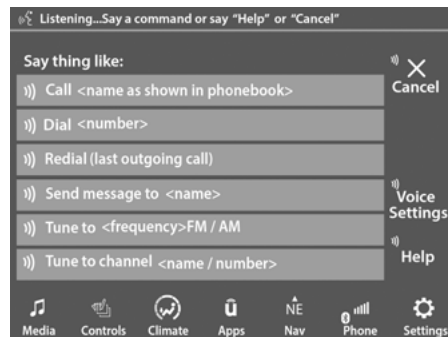 Listening...Say a command or say "Help" or "Cancel"
Say thing like:
Cancel
Call <name as shown in phonebook>
Dial <number>
Redial (last outgoing call)
Send message to <name>
Voice
Settings
Tune to <frequency>FM / AM
Help
Tune to channel <name / number>
û
NE
Media Controls Climate Apps Nav Phone Settings